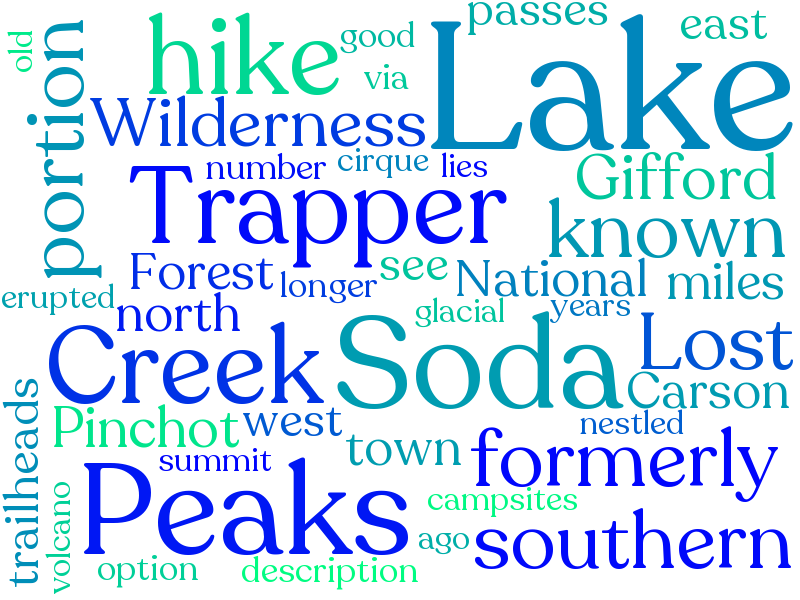 passes
old
hike
good
Lake
east
portion
via
Wilderness
number
cirque
lies
Gifford
Trapper
known
Forest
longer
see
National
miles
erupted
north
glacial
years
Creek
Soda
Lost
Carson
trailheads
Pinchot
west
nestled
town
formerly
summit
Peaks
volcano
campsites
ago
southern
option
description